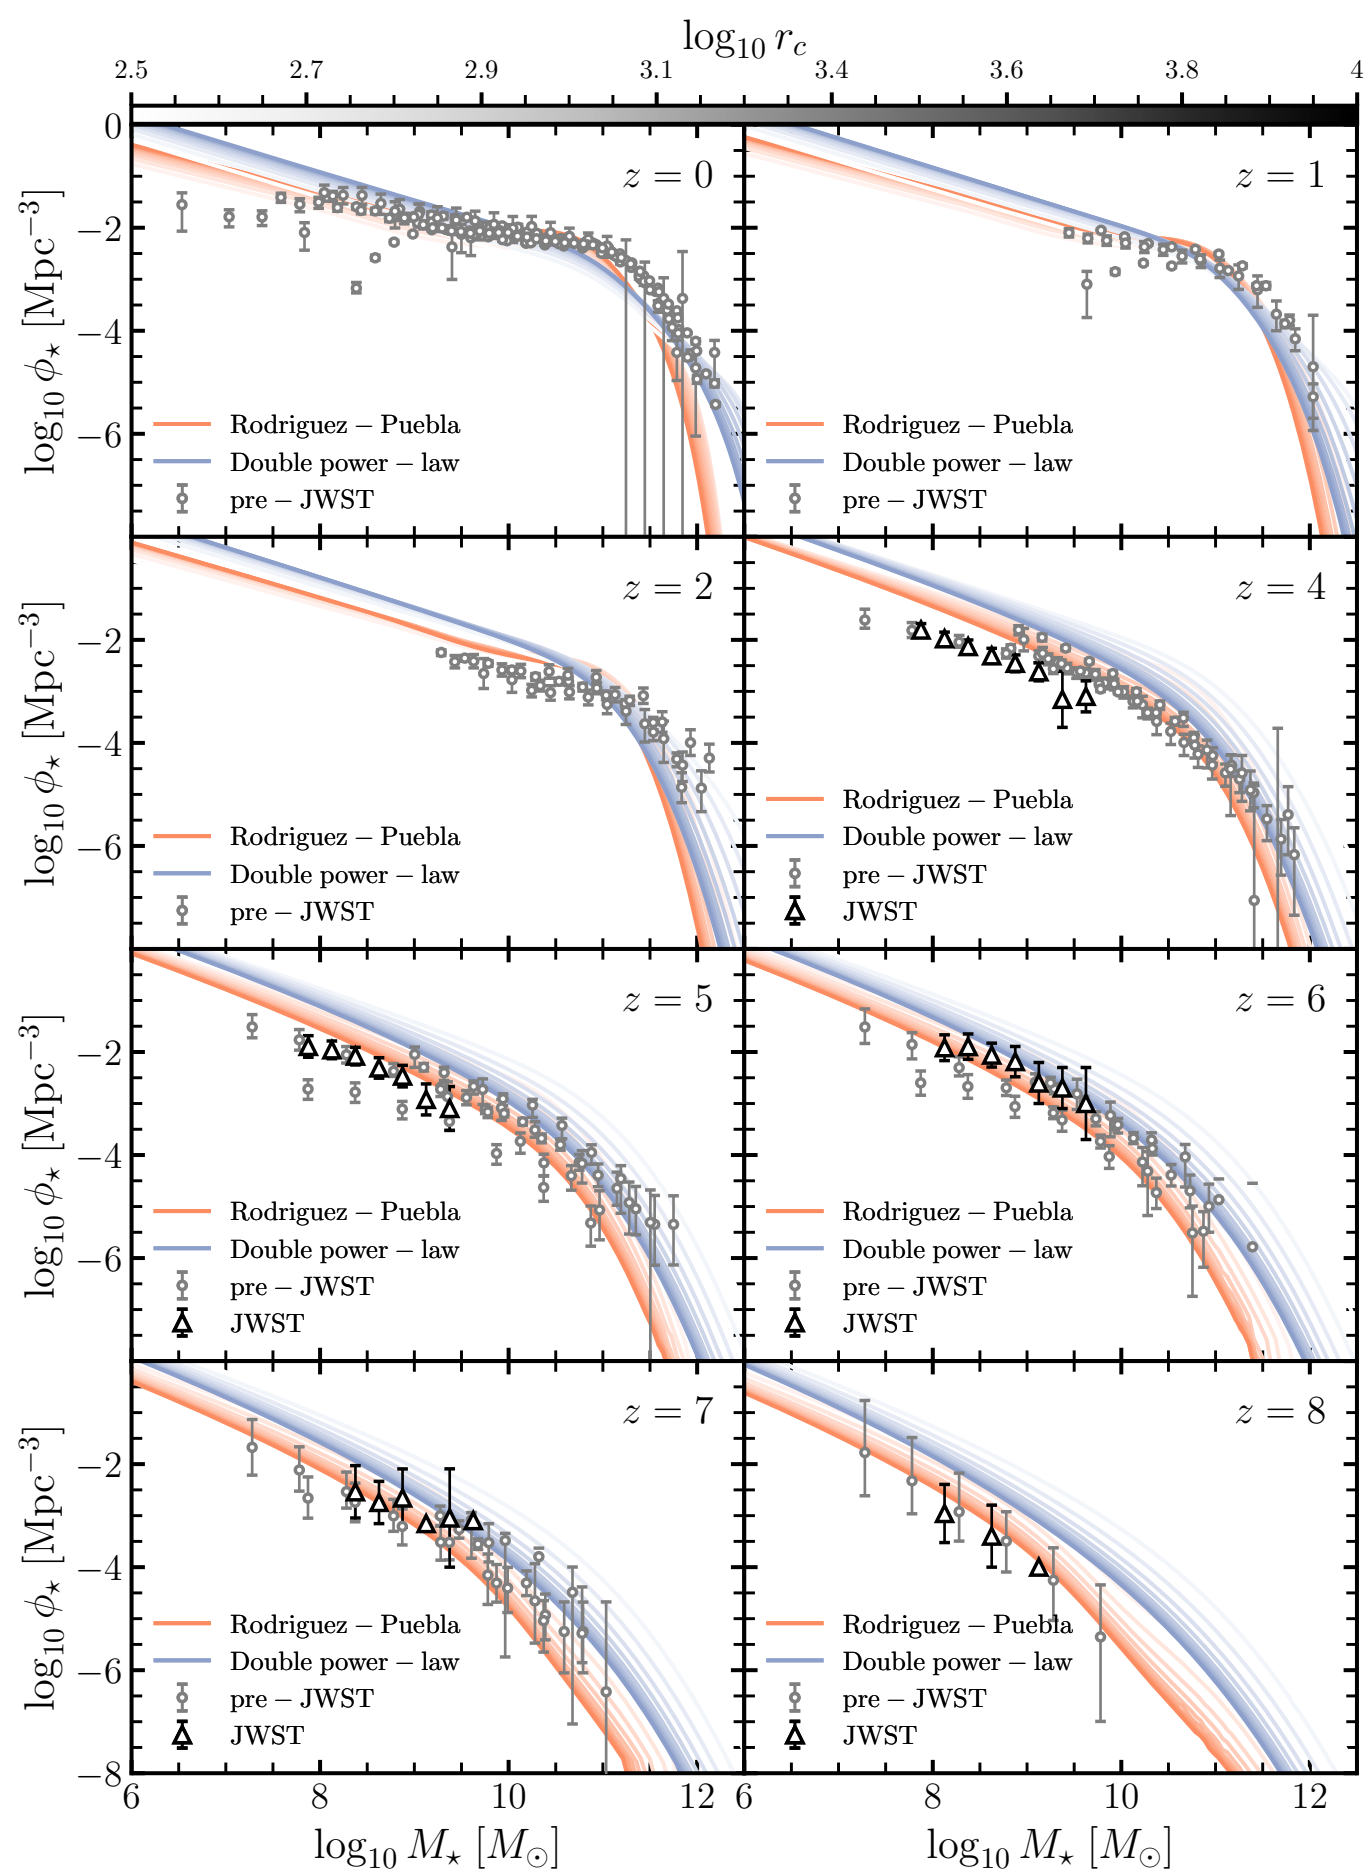 log₁₀ r_c
2.5 2.7 2.9 3.1 3.4 3.6 3.8 4
0
−2
−4
−6
log₁₀ ϕ⋆ [Mpc⁻³]
z = 0
Rodriguez − Puebla
Double power − law
pre − JWST
z = 1
Rodriguez − Puebla
Double power − law
pre − JWST
−2
−4
−6
log₁₀ ϕ⋆ [Mpc⁻³]
z = 2
Rodriguez − Puebla
Double power − law
pre − JWST
z = 4
Rodriguez − Puebla
Double power − law
pre − JWST
JWST
−2
−4
−6
log₁₀ ϕ⋆ [Mpc⁻³]
z = 5
Rodriguez − Puebla
Double power − law
pre − JWST
JWST
z = 6
Rodriguez − Puebla
Double power − law
pre − JWST
JWST
−2
−4
−6
−8
log₁₀ ϕ⋆ [Mpc⁻³]
z = 7
Rodriguez − Puebla
Double power − law
pre − JWST
JWST
z = 8
Rodriguez − Puebla
Double power − law
pre − JWST
JWST
6 8 10 12 6 8 10 12
log₁₀ M⋆ [M⊙] log₁₀ M⋆ [M⊙]